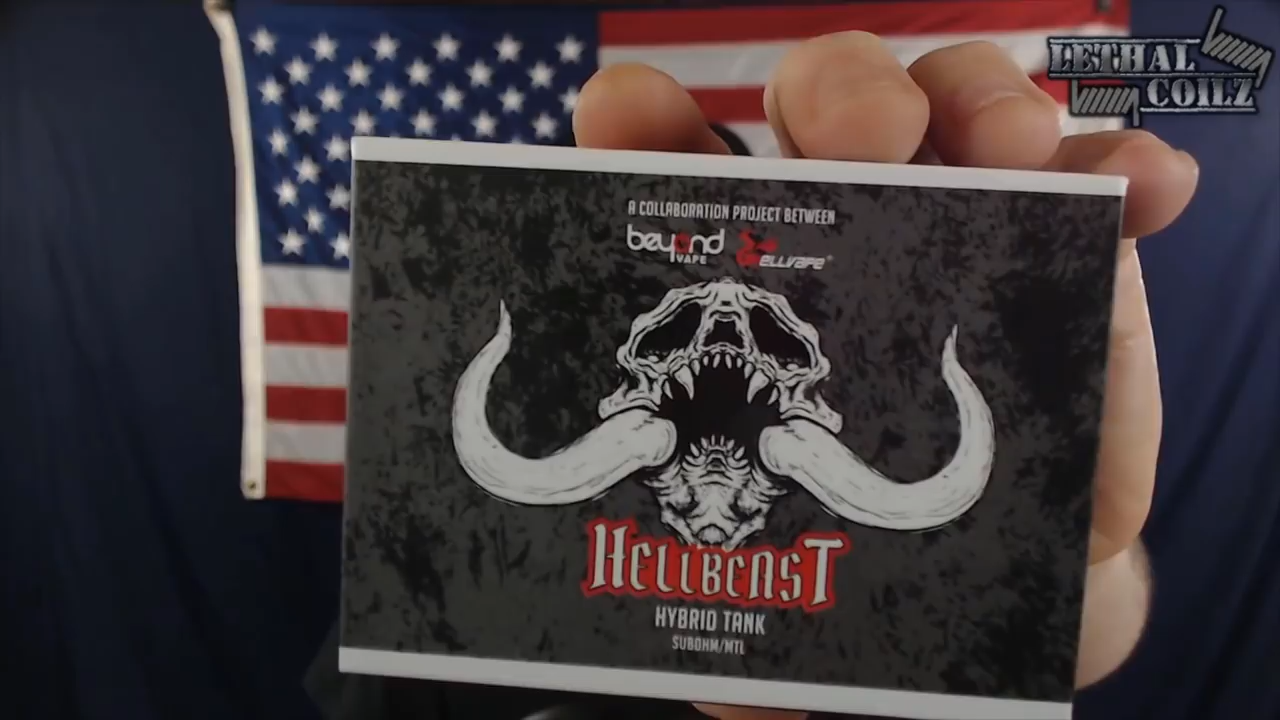 LETHAL
COILZ
A COLLABORATION PROJECT BETWEEN
beyond
VAPE
HELLVAPE®
HELLBEAST
HYBRID TANK
SUBOHM/MTL